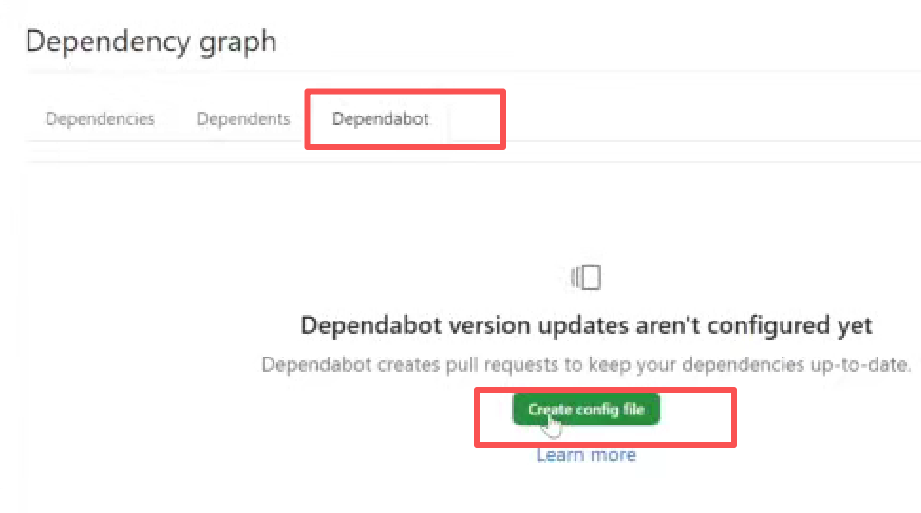 Dependency graph
Dependencies Dependents Dependabot
Dependabot version updates aren't configured yet
Dependabot creates pull requests to keep your dependencies up-to-date.
Create config file
Learn more